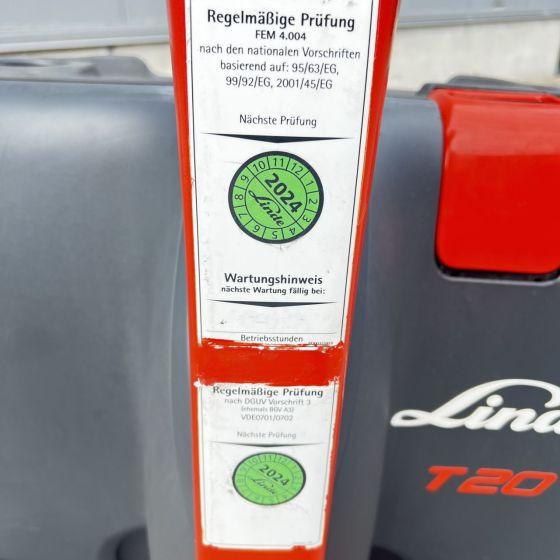 Regelmäßige Prüfung
FEM 4.004
nach den nationalen Vorschriften
basierend auf: 95/63/EG,
99/92/EG, 2001/45/EG
Nächste Prüfung
10 11 12 1 2 3 4 5 6 7 8 9
2024
Linde
Wartungshinweis
nächste Wartung fällig bei:
Betriebsstunden
Regelmäßige Prüfung
nach DGUV Vorschrift 3
(ehemals BGV A3)
VDE0701/0702
Nächste Prüfung
2024
Linde
Linde
T20